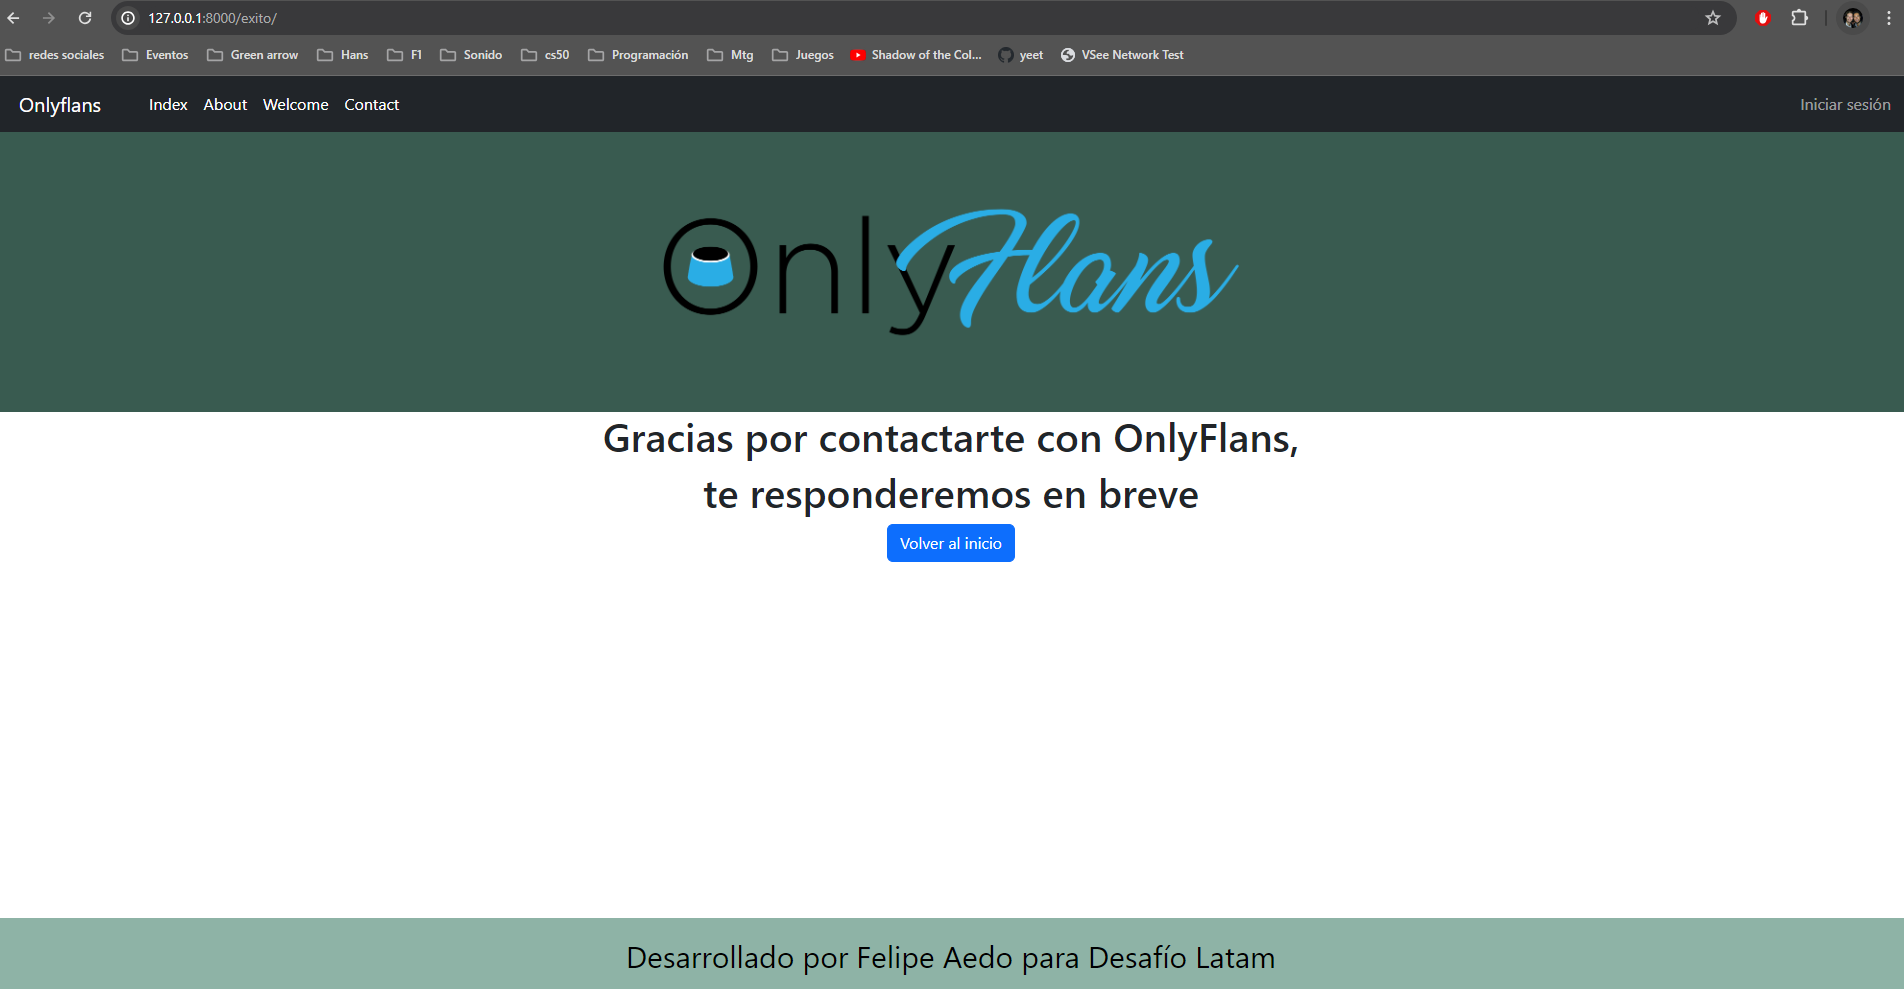 127.0.0.1:8000/exito/
redes sociales Eventos Green arrow Hans F1 Sonido cs50 Programación Mtg Juegos Shadow of the Col... yeet VSee Network Test
Onlyflans Index About Welcome Contact Iniciar sesión
OnlyFlans
Gracias por contactarte con OnlyFlans,
te responderemos en breve
Volver al inicio
Desarrollado por Felipe Aedo para Desafío Latam